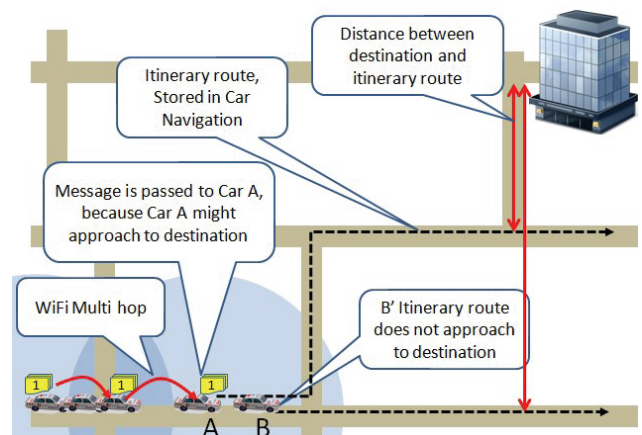 Distance between
destination and
itinerary route
Itinerary route,
Stored in Car
Navigation
Message is passed to Car A,
because Car A might
approach to destination
WiFi Multi hop
B' Itinerary route
does not approach
to destination
1
1
1
A
B